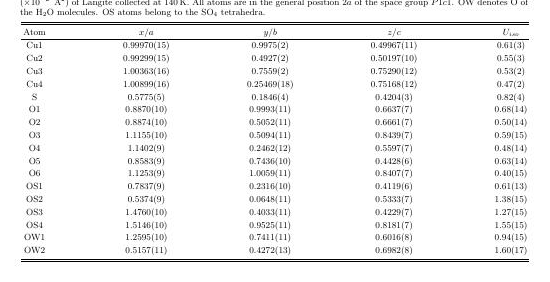 (×10⁻² Å²) of Langite collected at 140 K. All atoms are in the general position 2a of the space group P1c1. OW denotes O of
the H₂O molecules. OS atoms belong to the SO₄ tetrahedra.
Atom x/a y/b z/c Uiso
Cu1 0.99970(15) 0.9975(2) 0.49967(11) 0.61(3)
Cu2 0.99299(15) 0.4927(2) 0.50197(10) 0.55(3)
Cu3 1.00363(16) 0.7559(2) 0.75290(12) 0.53(2)
Cu4 1.00899(16) 0.25469(18) 0.75168(12) 0.47(2)
S 0.5775(5) 0.1846(4) 0.4204(3) 0.82(4)
O1 0.8870(10) 0.9993(11) 0.6637(7) 0.68(14)
O2 0.8874(10) 0.5052(11) 0.6661(7) 0.50(14)
O3 1.1155(10) 0.5094(11) 0.8439(7) 0.59(15)
O4 1.1402(9) 0.2462(12) 0.5597(7) 0.48(14)
O5 0.8583(9) 0.7436(10) 0.4428(6) 0.63(14)
O6 1.1253(9) 1.0059(11) 0.8407(7) 0.40(15)
OS1 0.7837(9) 0.2316(10) 0.4119(6) 0.61(13)
OS2 0.5374(9) 0.0648(11) 0.5333(7) 1.38(15)
OS3 1.4760(10) 0.4033(11) 0.4229(7) 1.27(15)
OS4 1.5146(10) 0.9525(11) 0.8181(7) 1.55(15)
OW1 1.2595(10) 0.7411(11) 0.6016(8) 0.94(15)
OW2 0.5157(11) 0.4272(13) 0.6982(8) 1.60(17)